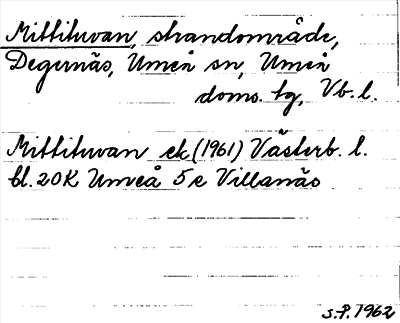 Mittituvan, strandområde,
Degernäs, Umeå sn, Umeå
doms. tg, Vb. l.
Mittituvan ek (1961) Västerb. l.
bl. 20K Umeå 5e Villanäs
S.P. 1962